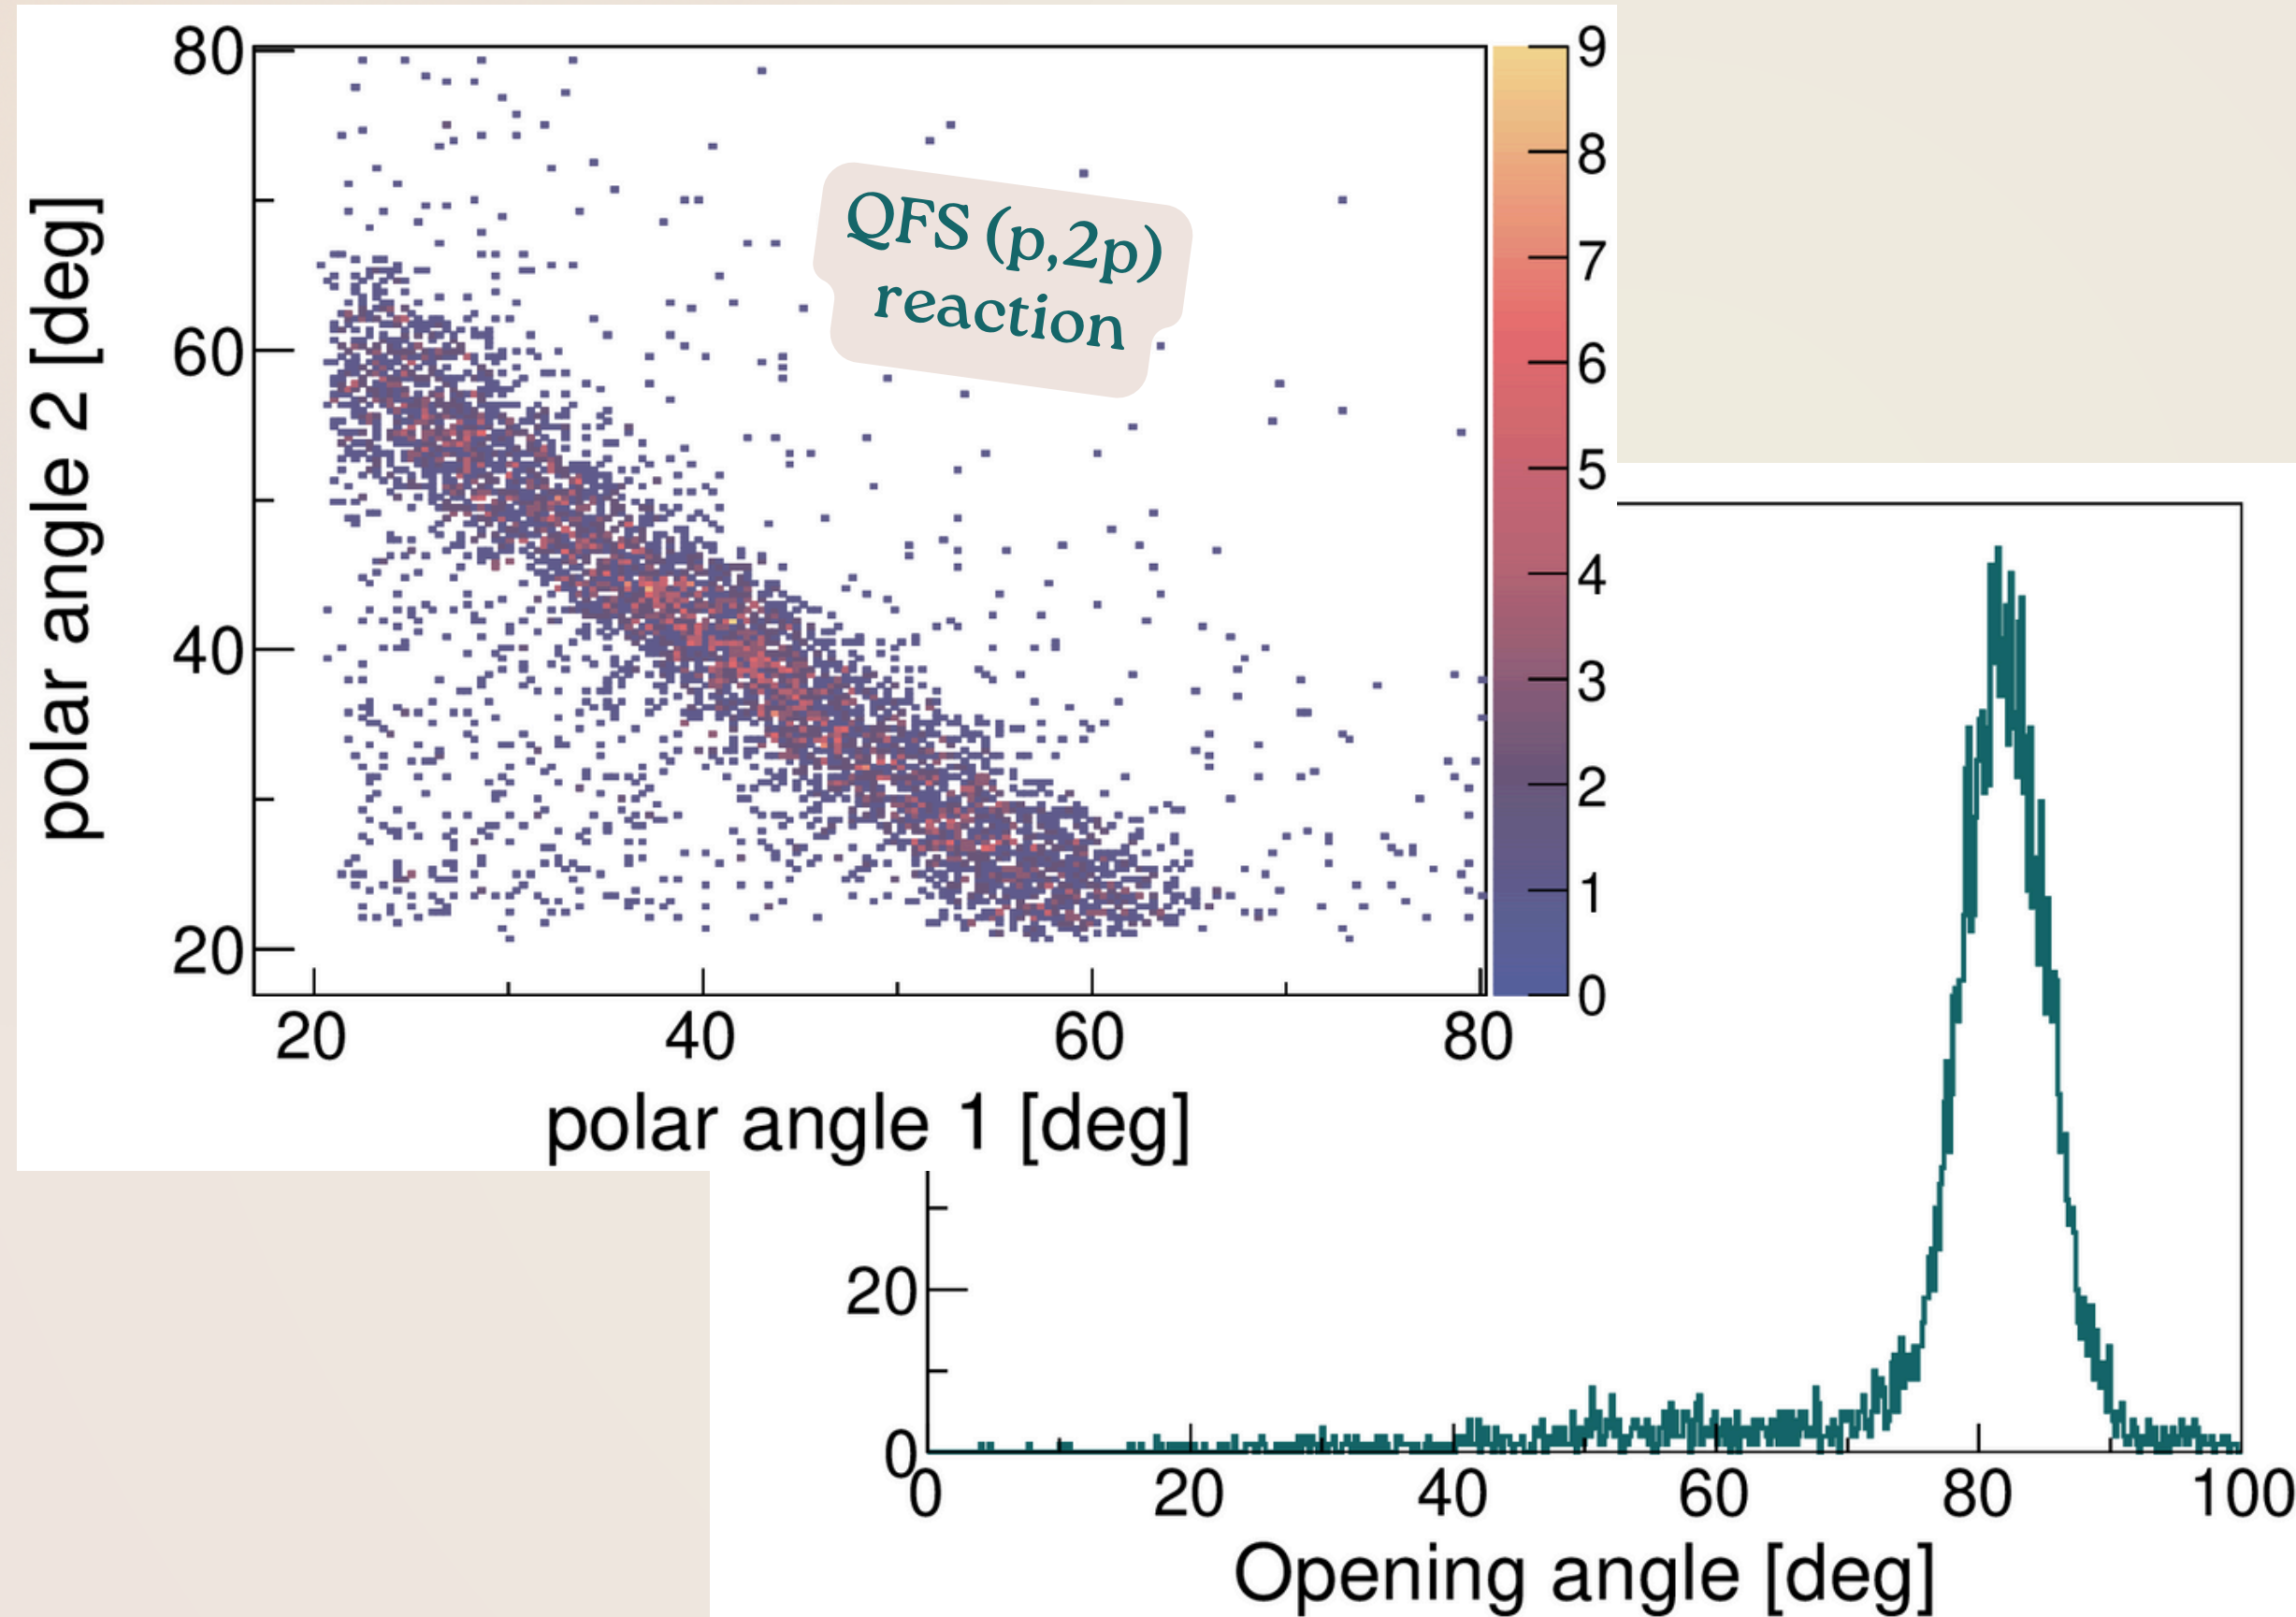 80
60
40
20
polar angle 2 [deg]
QFS (p,2p)
reaction
9
8
7
6
5
4
3
2
1
0
20 40 60 80
polar angle 1 [deg]
20
0
0 20 40 60 80 100
Opening angle [deg]